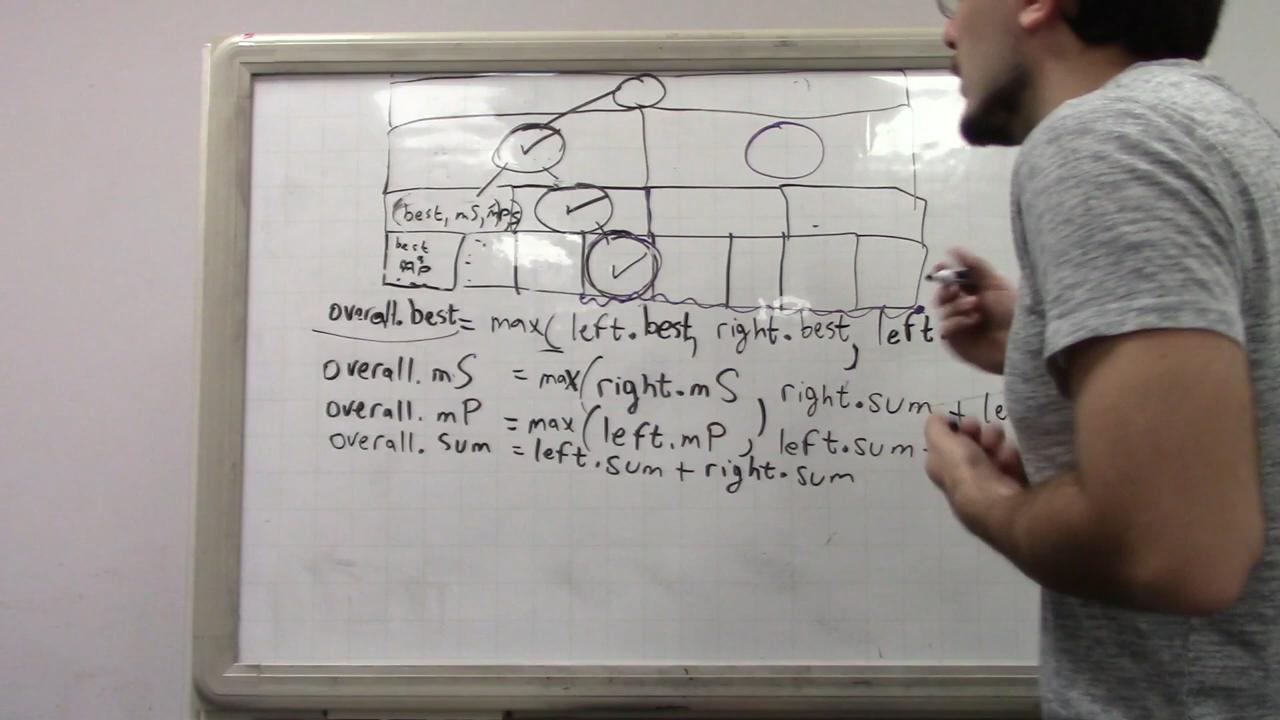 (best, mS, mP,
best
overall.best = max( left.best, right.best, left.
overall.mS = max(right.mS, right.sum + le
overall.mP = max(left.mP, left.sum
overall.sum = left.sum + right.sum